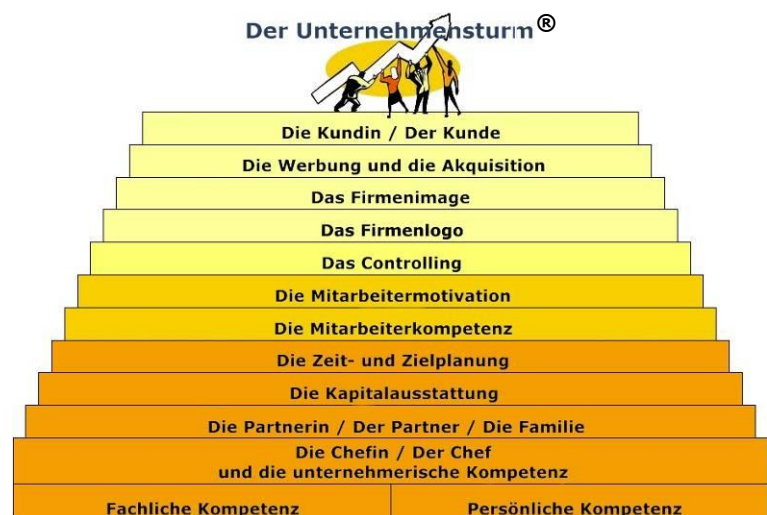 Der Unternehmensturm®
Die Kundin / Der Kunde
Die Werbung und die Akquisition
Das Firmenimage
Das Firmenlogo
Das Controlling
Die Mitarbeitermotivation
Die Mitarbeiterkompetenz
Die Zeit- und Zielplanung
Die Kapitalausstattung
Die Partnerin / Der Partner / Die Familie
Die Chefin / Der Chef
und die unternehmerische Kompetenz
Fachliche Kompetenz
Persönliche Kompetenz